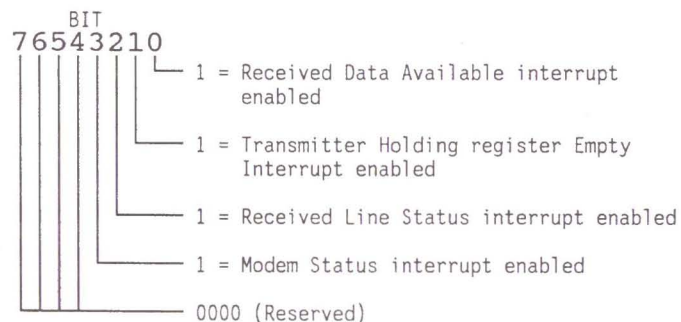 BIT
76543210
1 = Received Data Available interrupt
enabled
1 = Transmitter Holding register Empty
Interrupt enabled
1 = Received Line Status interrupt enabled
1 = Modem Status interrupt enabled
0000 (Reserved)